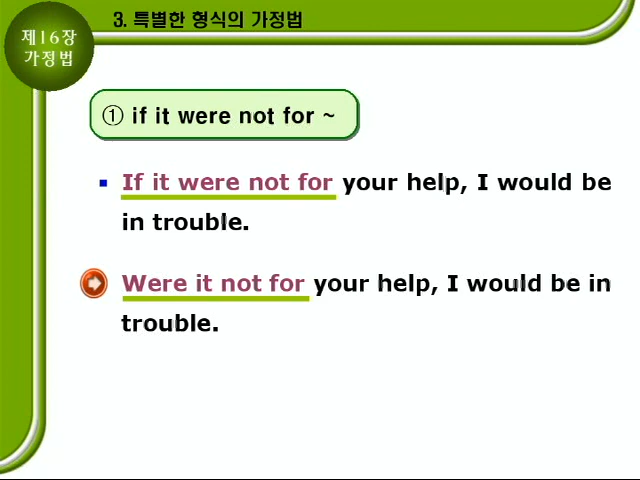 3. 특별한 형식의 가정법
제16장
가정법
① if it were not for ~
If it were not for your help, I would be
in trouble.
Were it not for your help, I would be in
trouble.